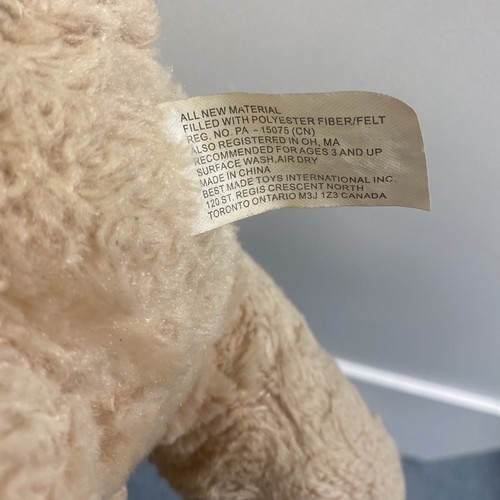 ALL NEW MATERIAL
FILLED WITH POLYESTER FIBER/FELT
REG. NO. PA - 15075 (CN)
ALSO REGISTERED IN OH, MA
RECOMMENDED FOR AGES 3 AND UP
SURFACE WASH,AIR DRY
MADE IN CHINA
BEST MADE TOYS INTERNATIONAL INC.
120 ST. REGIS CRESCENT NORTH
TORONTO ONTARIO M3J 1Z3 CANADA